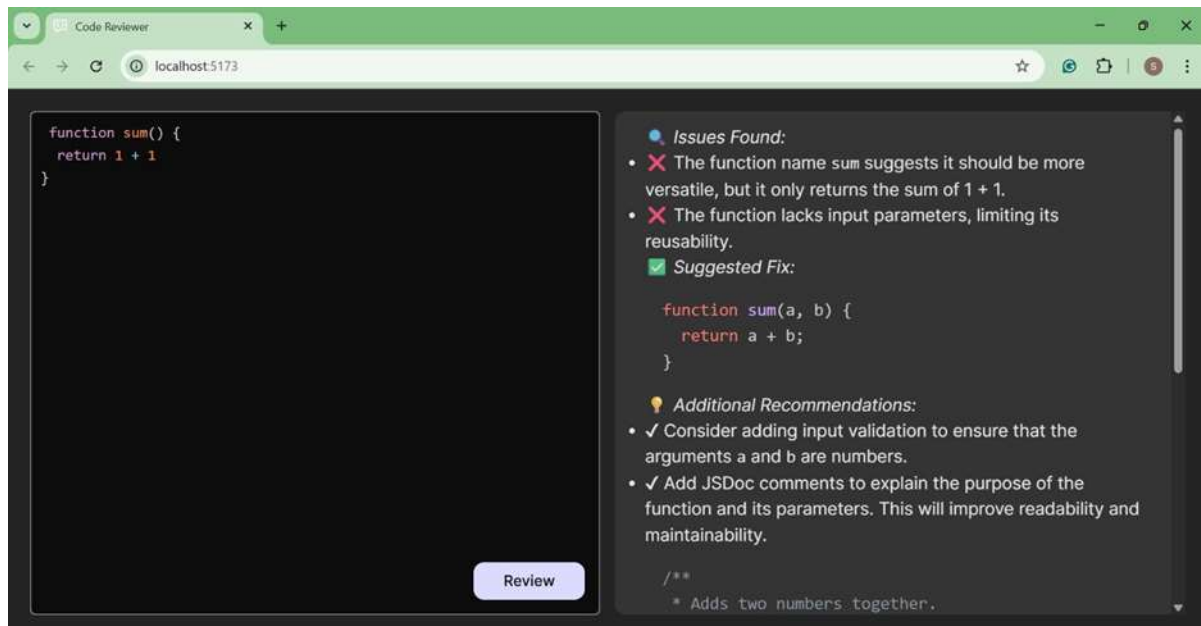 Code Reviewer
localhost:5173
function sum() {
return 1 + 1
}
Review
🔍 Issues Found:
• ❌ The function name sum suggests it should be more
versatile, but it only returns the sum of 1 + 1.
• ❌ The function lacks input parameters, limiting its
reusability.
✅ Suggested Fix:
function sum(a, b) {
return a + b;
}
💡 Additional Recommendations:
• ✔ Consider adding input validation to ensure that the
arguments a and b are numbers.
• ✔ Add JSDoc comments to explain the purpose of the
function and its parameters. This will improve readability and
maintainability.
/**
* Adds two numbers together.